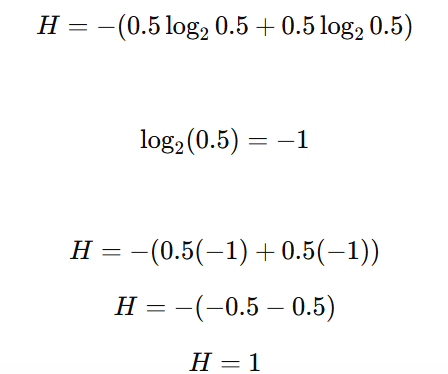 H = −(0.5 log₂ 0.5 + 0.5 log₂ 0.5)
log₂(0.5) = −1
H = −(0.5(−1) + 0.5(−1))
H = −(−0.5 − 0.5)
H = 1